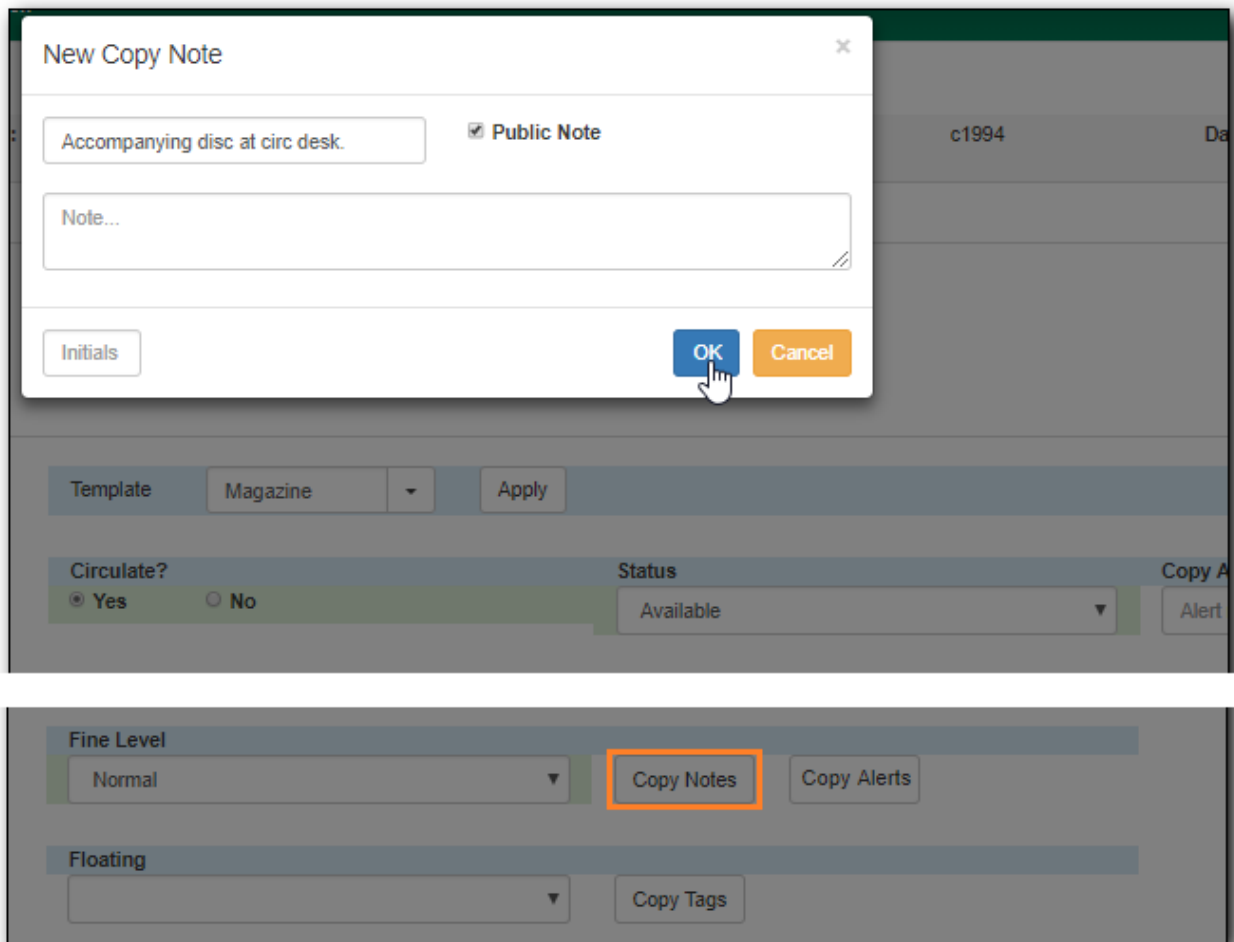 New Copy Note ×
Accompanying disc at circ desk. Public Note
c1994 Da
Note...
Initials OK Cancel
Template Magazine Apply
Circulate? Status Copy A
Yes No Available Alert
Fine Level
Normal Copy Notes Copy Alerts
Floating
Copy Tags